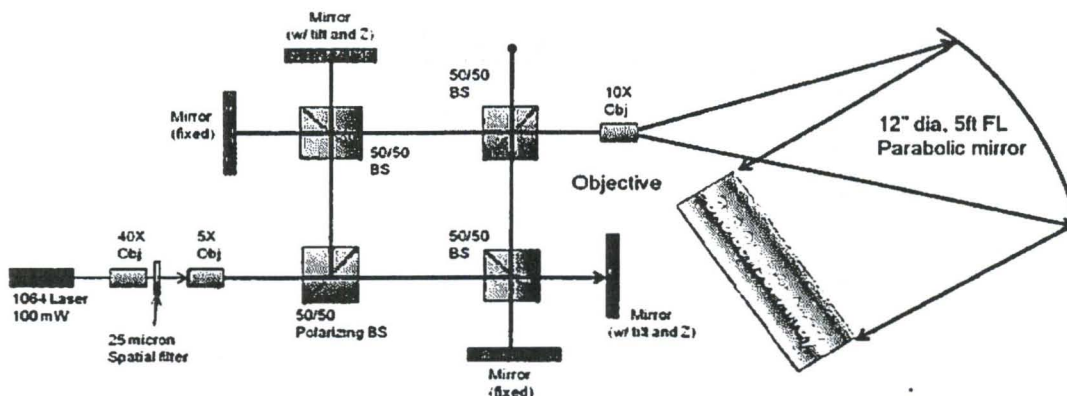 Mirror
(w/ tilt and Z)
50/50
BS
10X
Obj
Mirror
(fixed)
50/50
BS
12" dia, 5ft FL
Parabolic mirror
Objective
40X
Obj
5X
Obj
50/50
BS
1064 Laser
100 mW
50/50
Polarizing BS
Mirror
(w/ tilt and Z)
25 micron
Spatial filter
Mirror
(fixed)